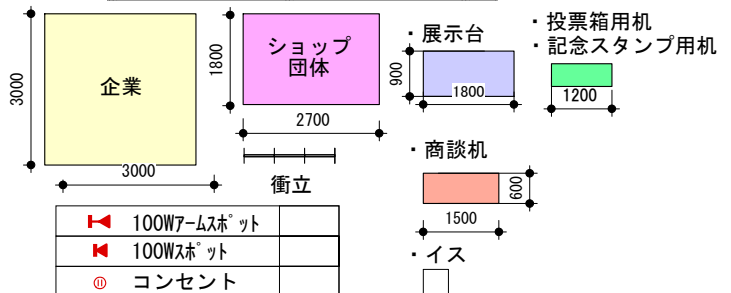 3000
企業
3000
1800
ショップ
団体
2700
衝立
・展示台
900
1800
・投票箱用机
・記念スタンプ用机
1200
・商談机
600
1500
・イス
100Wアームスポット
100Wスポット
コンセント